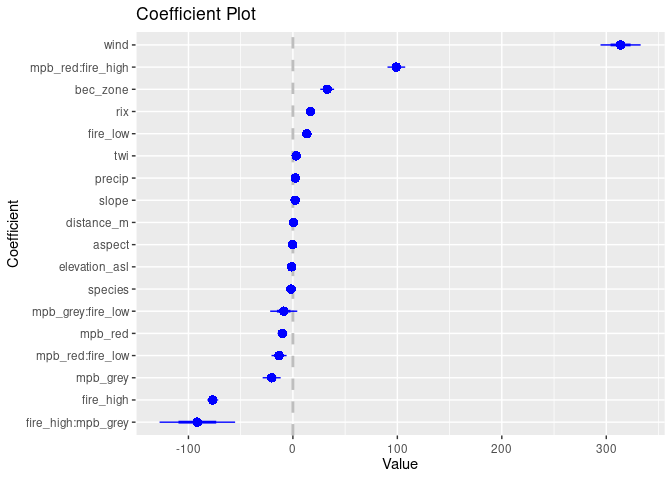 Coefficient Plot
Coefficient
wind
mpb_red:fire_high
bec_zone
rix
fire_low
twi
precip
slope
distance_m
aspect
elevation_asl
species
mpb_grey:fire_low
mpb_red
mpb_red:fire_low
mpb_grey
fire_high
fire_high:mpb_grey
-100 0 100 200 300
Value